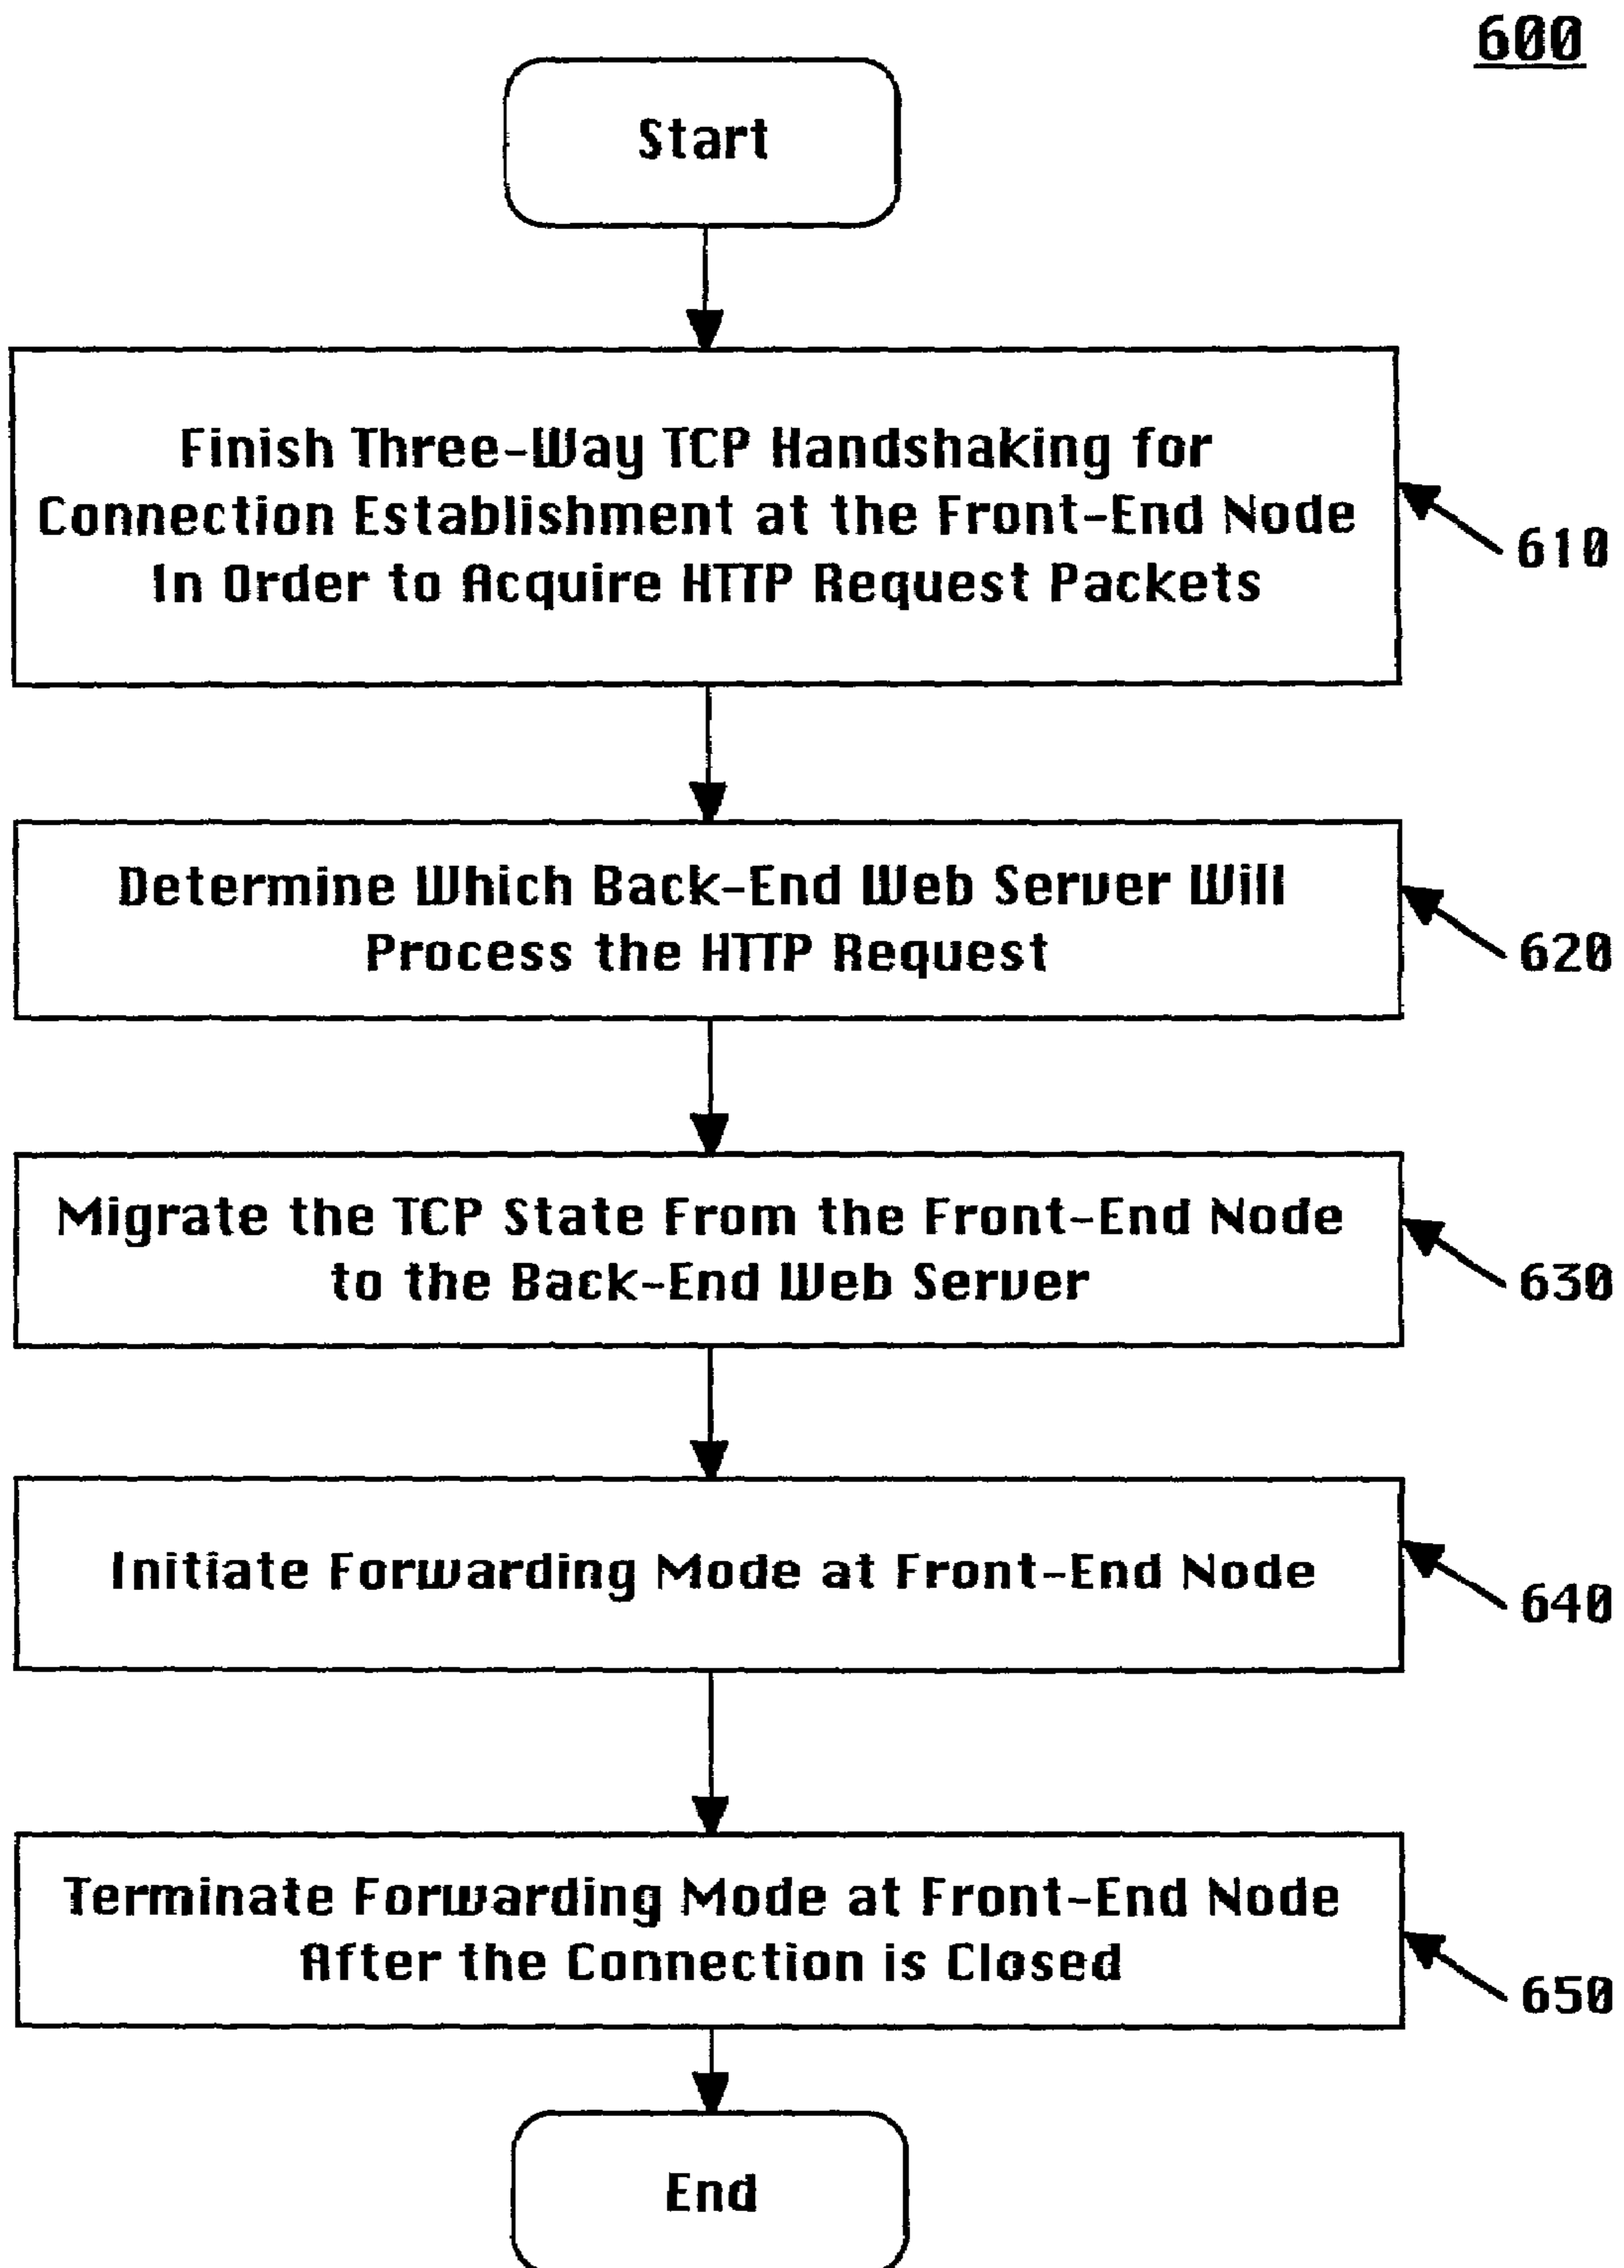 600
Start
Finish Three-Way TCP Handshaking for
Connection Establishment at the Front-End Node
In Order to Acquire HTTP Request Packets
610
Determine Which Back-End Web Server Will
Process the HTTP Request
620
Migrate the TCP State From the Front-End Node
to the Back-End Web Server
630
Initiate Forwarding Mode at Front-End Node
640
Terminate Forwarding Mode at Front-End Node
After the Connection is Closed
650
End